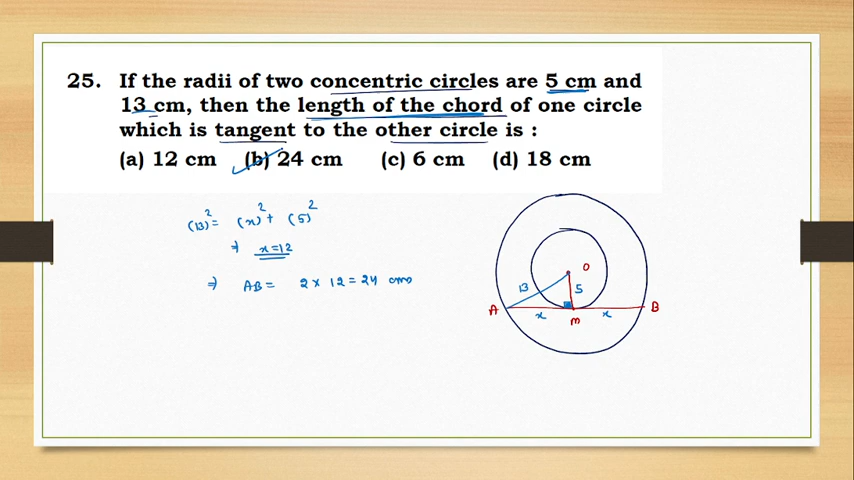 25. If the radii of two concentric circles are 5 cm and
13 cm, then the length of the chord of one circle
which is tangent to the other circle is :
(a) 12 cm (b) 24 cm (c) 6 cm (d) 18 cm
(13)² = (x)² + (5)²
⇒ x=12
⇒ AB = 2 × 12 = 24 cms
O
13 5
A x M x B